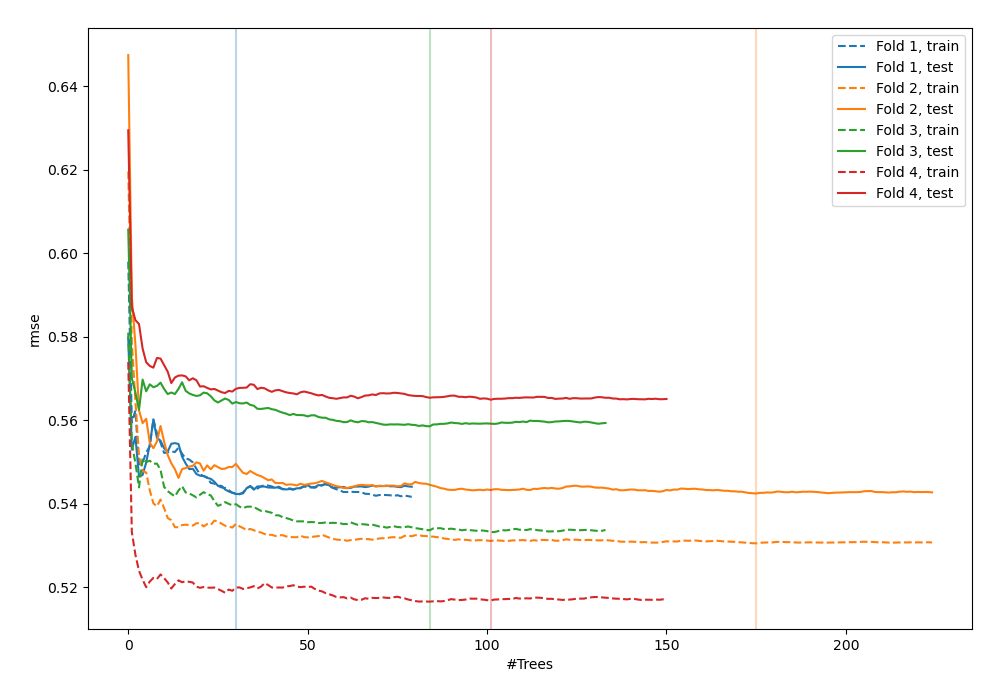 Fold 1, train
Fold 1, test
Fold 2, train
Fold 2, test
Fold 3, train
Fold 3, test
Fold 4, train
Fold 4, test
rmse
0.64
0.62
0.60
0.58
0.56
0.54
0.52
0 50 100 150 200
#Trees